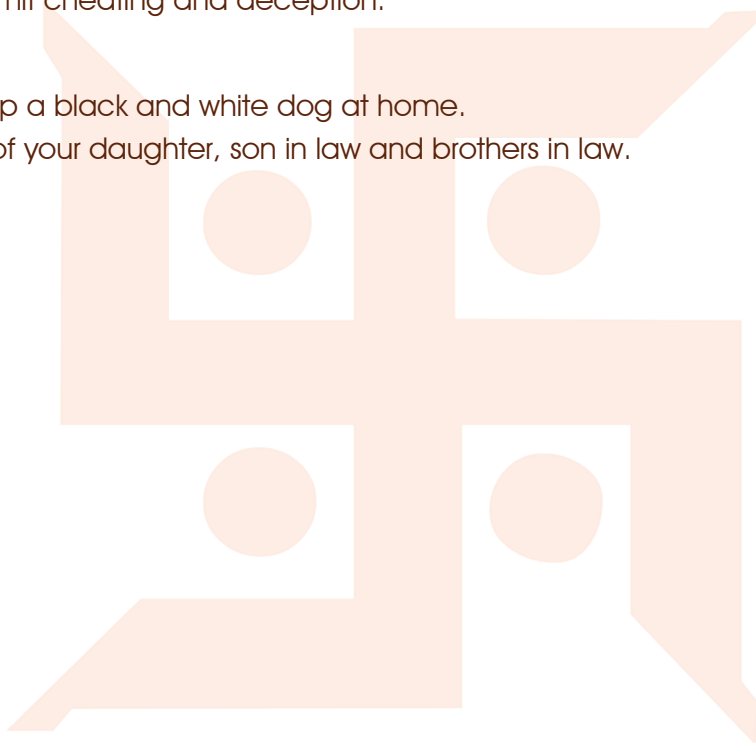 cheating and deception.
p a black and white dog at home.
of your daughter, son in law and brothers in law.